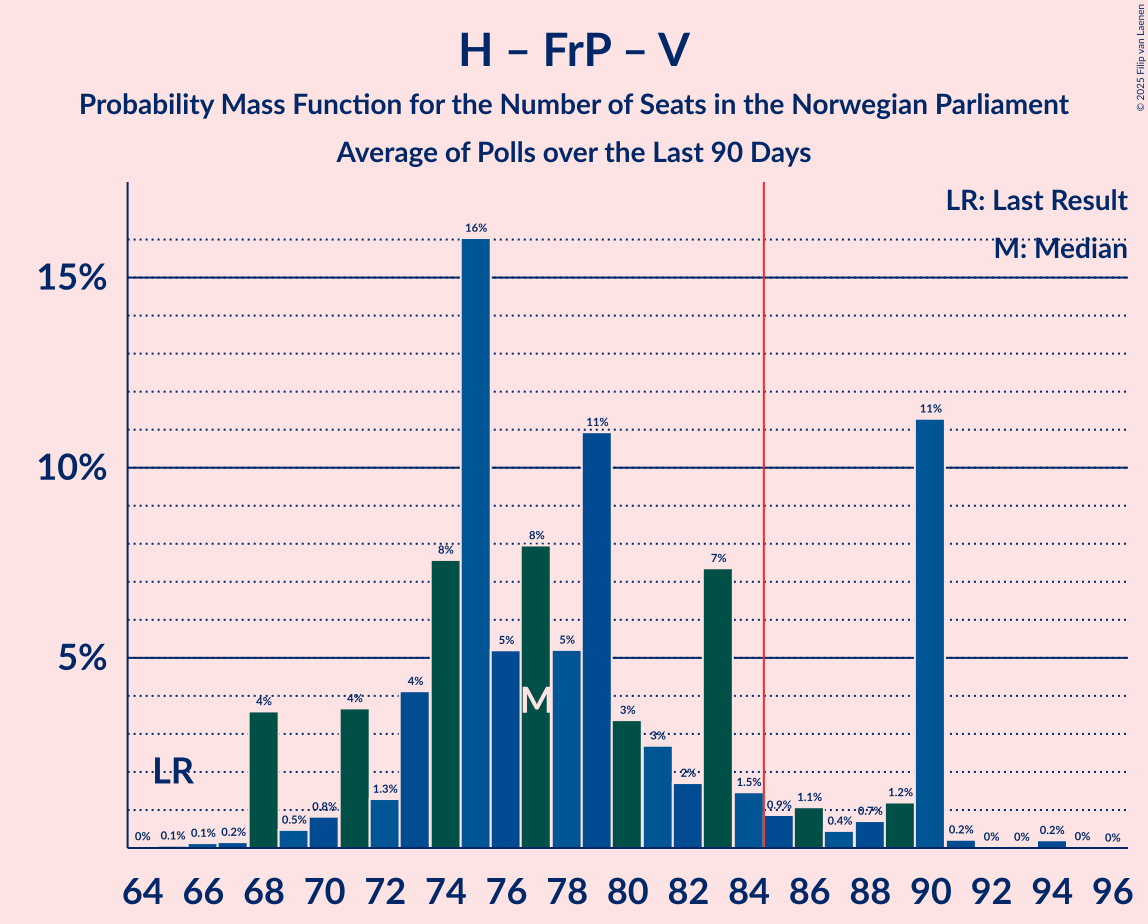 H – FrP – V
Probability Mass Function for the Number of Seats in the Norwegian Parliament
Average of Polls over the Last 90 Days
© 2025 Filip van Laenen
LR: Last Result
M: Median
15%
10%
5%
0% 0.1% 0.1% 0.2% 4% 0.5% 0.8% 4% 1.3% 4% 8% 16% 5% 8% 5% 11% 3% 3% 2% 7% 1.5% 0.9% 1.1% 0.4% 0.7% 1.2% 11% 0.2% 0% 0% 0.2% 0% 0%
LR
M
64 66 68 70 72 74 76 78 80 82 84 86 88 90 92 94 96